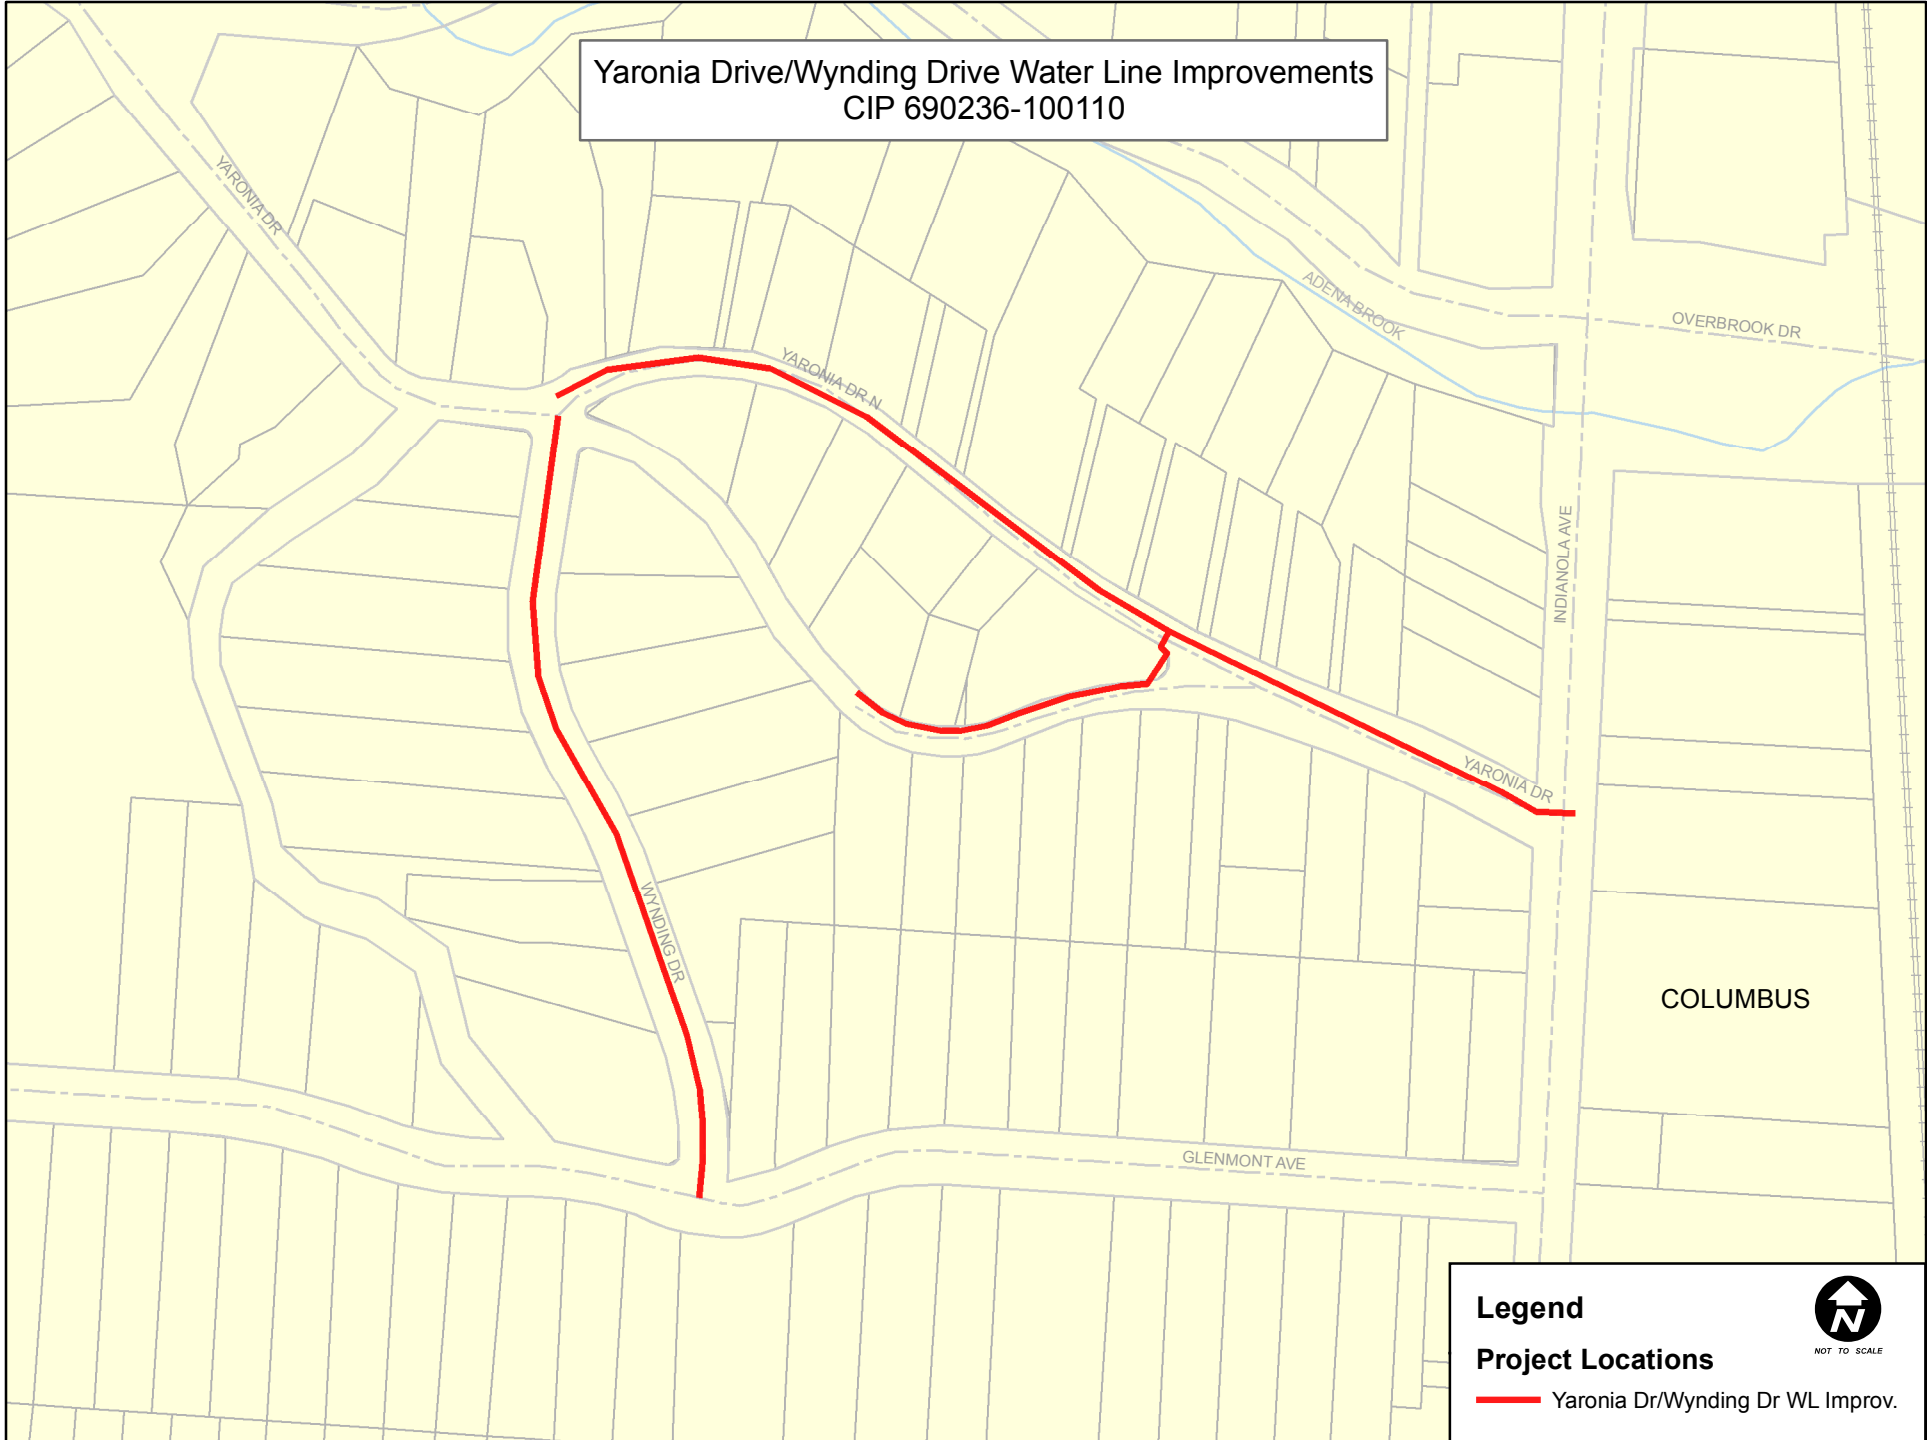 Yaronia Drive/Wynding Drive Water Line Improvements
CIP 690236-100110
YARONIA DR
ADENA BROOK
OVERBROOK DR
YARONIA DR N
INDIANOLA AVE
YARONIA DR
WYNDING DR
COLUMBUS
GLENMONT AVE
Legend
N
NOT TO SCALE
Project Locations
Yaronia Dr/Wynding Dr WL Improv.